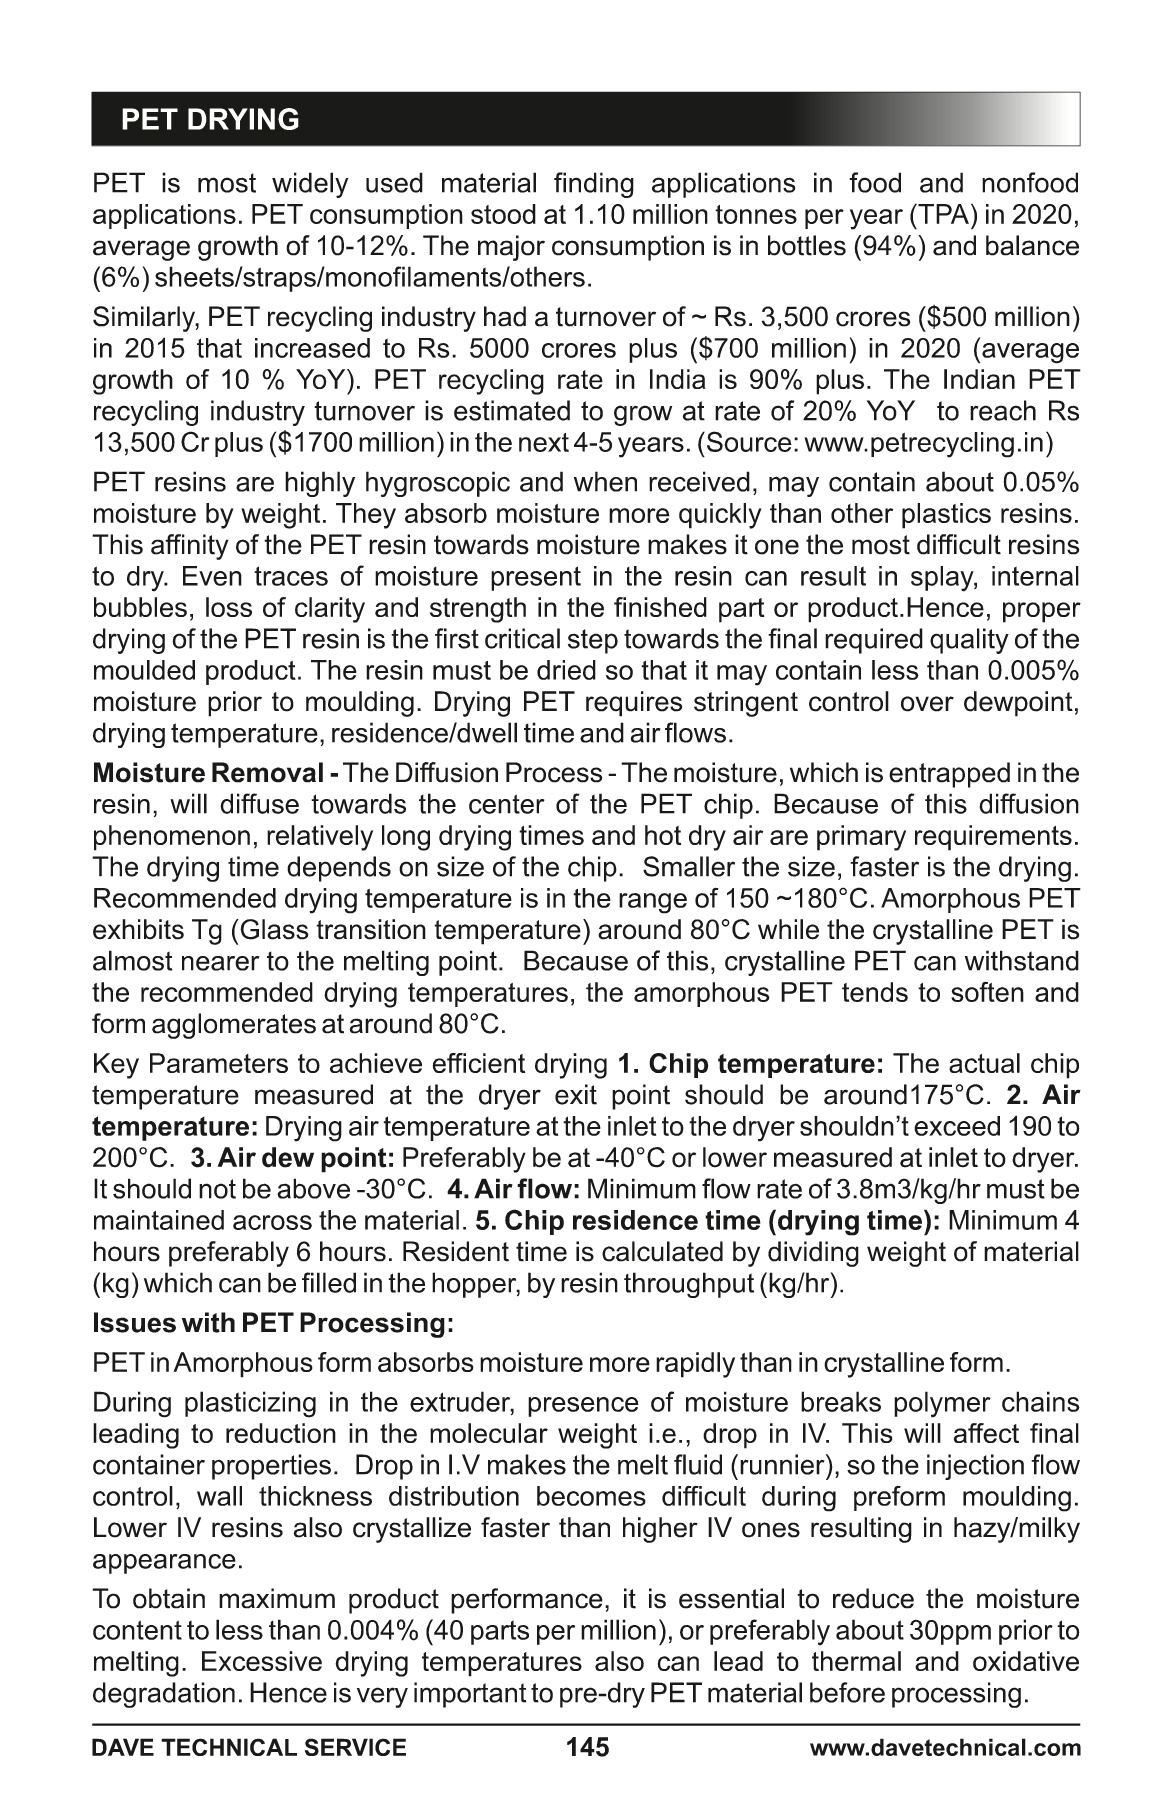 PET DRYING
PET is most widely used material finding applications in food and nonfood
applications. PET consumption stood at 1.10 million tonnes per year (TPA) in 2020,
average growth of 10-12%. The major consumption is in bottles (94%) and balance
(6%) sheets/straps/monofilaments/others.
Similarly, PET recycling industry had a turnover of ~ Rs. 3,500 crores ($500 million)
in 2015 that increased to Rs. 5000 crores plus ($700 million) in 2020 (average
growth of 10 % YoY). PET recycling rate in India is 90% plus. The Indian PET
recycling industry turnover is estimated to grow at rate of 20% YoY to reach Rs
13,500 Cr plus ($1700 million) in the next 4-5 years. (Source: www.petrecycling.in)
PET resins are highly hygroscopic and when received, may contain about 0.05%
moisture by weight. They absorb moisture more quickly than other plastics resins.
This affinity of the PET resin towards moisture makes it one the most difficult resins
to dry. Even traces of moisture present in the resin can result in splay, internal
bubbles, loss of clarity and strength in the finished part or product.Hence, proper
drying of the PET resin is the first critical step towards the final required quality of the
moulded product. The resin must be dried so that it may contain less than 0.005%
moisture prior to moulding. Drying PET requires stringent control over dewpoint,
drying temperature, residence/dwell time and air flows.
Moisture Removal - The Diffusion Process - The moisture, which is entrapped in the
resin, will diffuse towards the center of the PET chip. Because of this diffusion
phenomenon, relatively long drying times and hot dry air are primary requirements.
The drying time depends on size of the chip. Smaller the size, faster is the drying.
Recommended drying temperature is in the range of 150 ~180°C. Amorphous PET
exhibits Tg (Glass transition temperature) around 80°C while the crystalline PET is
almost nearer to the melting point. Because of this, crystalline PET can withstand
the recommended drying temperatures, the amorphous PET tends to soften and
form agglomerates at around 80°C.
Key Parameters to achieve efficient drying 1. Chip temperature: The actual chip
temperature measured at the dryer exit point should be around175°C. 2. Air
temperature: Drying air temperature at the inlet to the dryer shouldn’t exceed 190 to
200°C. 3. Air dew point: Preferably be at -40°C or lower measured at inlet to dryer.
It should not be above -30°C. 4. Air flow: Minimum flow rate of 3.8m3/kg/hr must be
maintained across the material. 5. Chip residence time (drying time): Minimum 4
hours preferably 6 hours. Resident time is calculated by dividing weight of material
(kg) which can be filled in the hopper, by resin throughput (kg/hr).
Issues with PET Processing:
PET in Amorphous form absorbs moisture more rapidly than in crystalline form.
During plasticizing in the extruder, presence of moisture breaks polymer chains
leading to reduction in the molecular weight i.e., drop in IV. This will affect final
container properties. Drop in I.V makes the melt fluid (runnier), so the injection flow
control, wall thickness distribution becomes difficult during preform moulding.
Lower IV resins also crystallize faster than higher IV ones resulting in hazy/milky
appearance.
To obtain maximum product performance, it is essential to reduce the moisture
content to less than 0.004% (40 parts per million), or preferably about 30ppm prior to
melting. Excessive drying temperatures also can lead to thermal and oxidative
degradation. Hence is very important to pre-dry PET material before processing.
DAVE TECHNICAL SERVICE 145 www.davetechnical.com